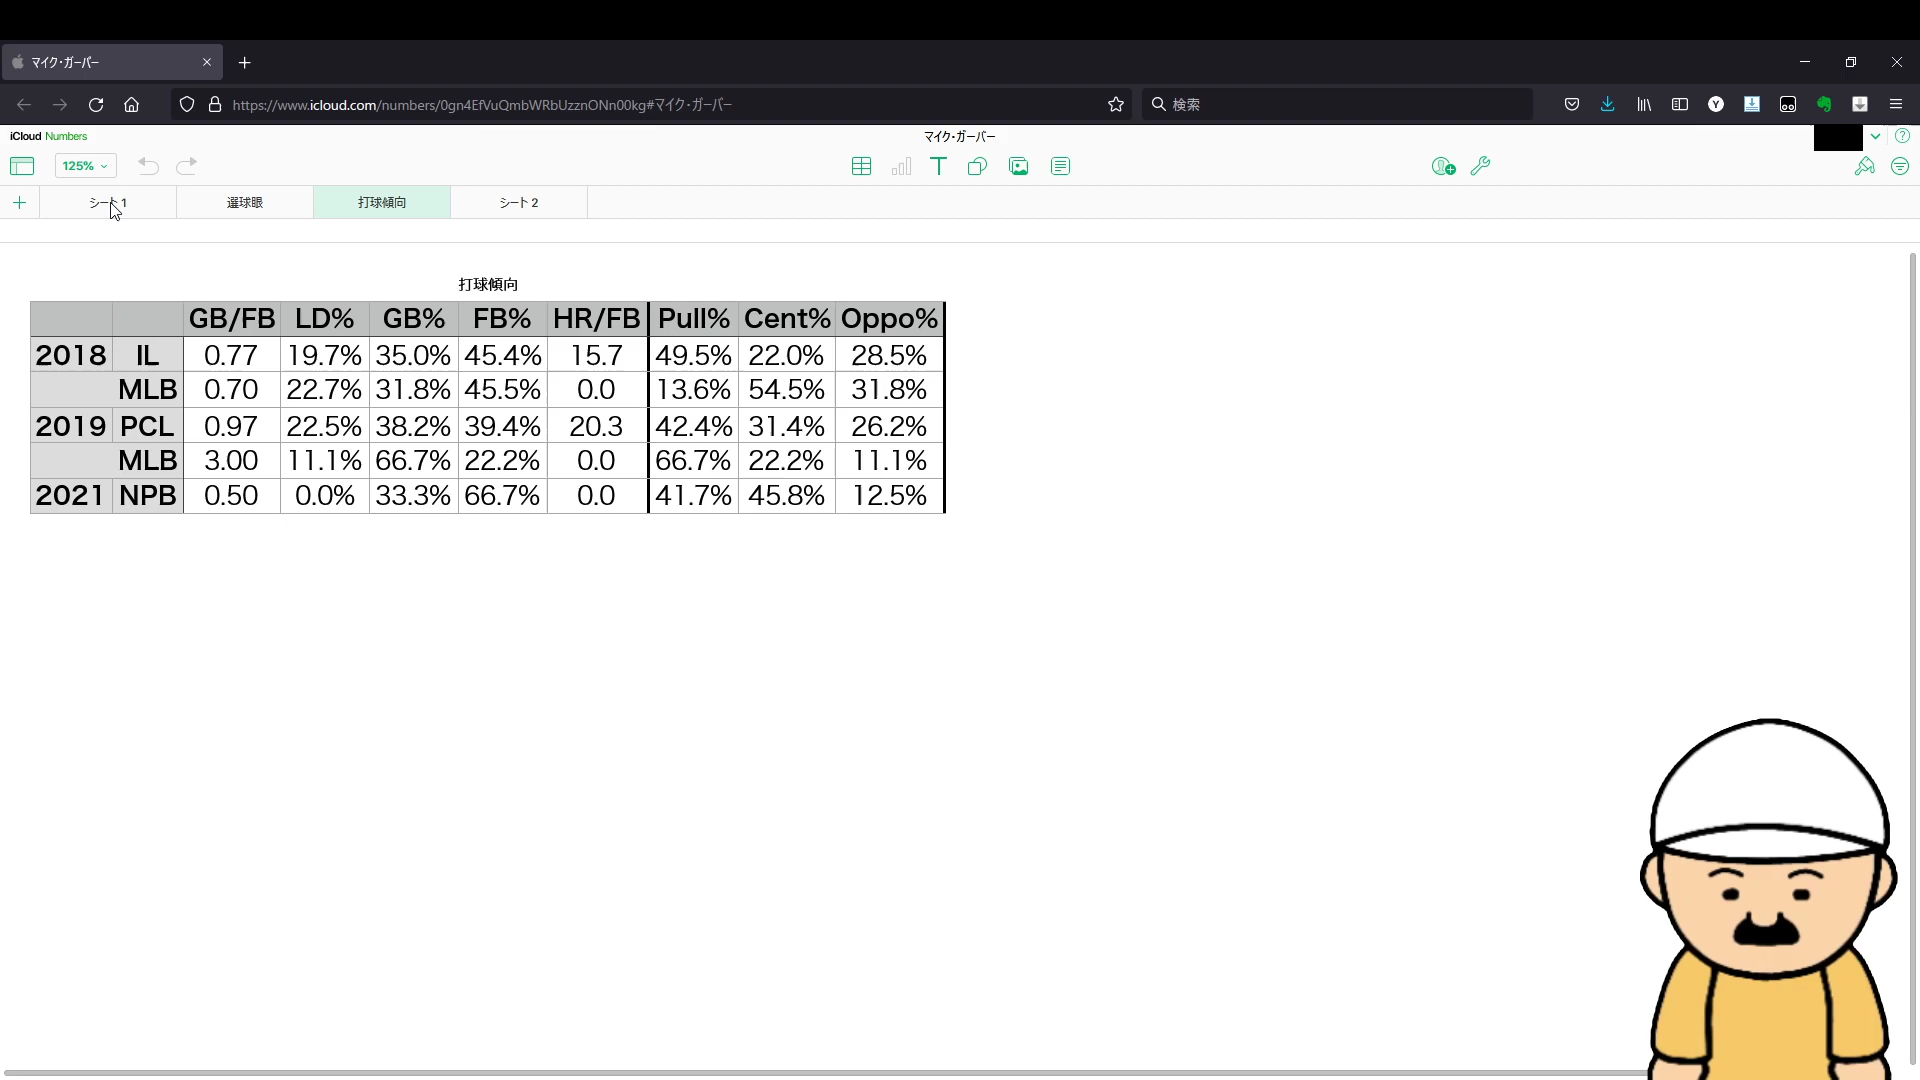 マイク・ガーバー
https://www.icloud.com/numbers/0gn4EfVuQmbWRbUzznONn00kg#マイク・ガーバー
検索
iCloud Numbers
マイク・ガーバー
125%
シート 1 選球眼 打球傾向 シート 2
打球傾向
GB/FB LD% GB% FB% HR/FB Pull% Cent% Oppo%
2018 IL 0.77 19.7% 35.0% 45.4% 15.7 49.5% 22.0% 28.5%
MLB 0.70 22.7% 31.8% 45.5% 0.0 13.6% 54.5% 31.8%
2019 PCL 0.97 22.5% 38.2% 39.4% 20.3 42.4% 31.4% 26.2%
MLB 3.00 11.1% 66.7% 22.2% 0.0 66.7% 22.2% 11.1%
2021 NPB 0.50 0.0% 33.3% 66.7% 0.0 41.7% 45.8% 12.5%